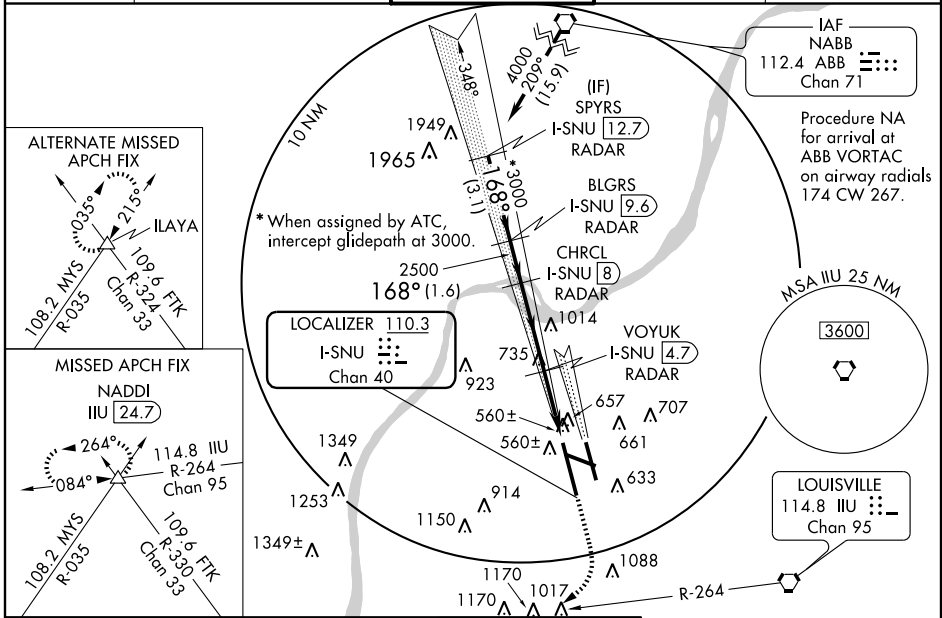 IAF
NABB
112.4 ABB
Chan 71
Procedure NA
for arrival at
ABB VORTAC
on airway radials
174 CW 267.
10 NM
348°
4000
209°
(15.9)
(IF)
SPYRS
I-SNU 12.7
RADAR
1949
1965
168°
(3.1)
*3000
BLGRS
I-SNU 9.6
RADAR
* When assigned by ATC,
intercept glidepath at 3000.
2500
168° (1.6)
CHRCL
I-SNU 8
RADAR
1014
LOCALIZER 110.3
I-SNU
Chan 40
735
VOYUK
I-SNU 4.7
RADAR
923
657
707
560±
560±
661
633
1349
1253
914
1150
1349±
1088
1170
1017
1170
R-264
ALTERNATE MISSED
APCH FIX
035°
215°
ILAYA
108.2 MYS
R-035
109.6 FTK
R-324
Chan 33
MISSED APCH FIX
NADDI
IIU 24.7
264°
084°
114.8 IIU
R-264
Chan 95
108.2 MYS
R-035
109.6 FTK
R-330
Chan 33
MSA IIU 25 NM
3600
LOUISVILLE
114.8 IIU
Chan 95